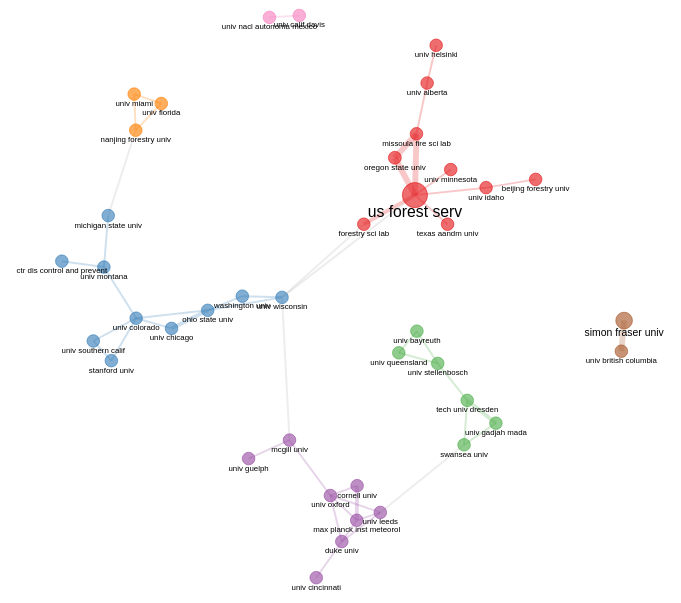 univ calif davis
univ nacl autonoma mexico
univ helsinki
univ alberta
univ miami
univ florida
nanjing forestry univ
missoula fire sci lab
oregon state univ
univ minnesota
beijing forestry univ
univ idaho
us forest serv
michigan state univ
forestry sci lab
texas aandm univ
ctr dis control and prevent
univ montana
washington univ
univ wisconsin
ohio state univ
univ colorado
univ chicago
simon fraser univ
univ bayreuth
univ southern calif
univ british columbia
univ queensland
stanford univ
univ stellenbosch
tech univ dresden
univ gadjah mada
mcgill univ
swansea univ
univ guelph
cornell univ
univ oxford
univ leeds
max planck inst meteorol
duke univ
univ cincinnati